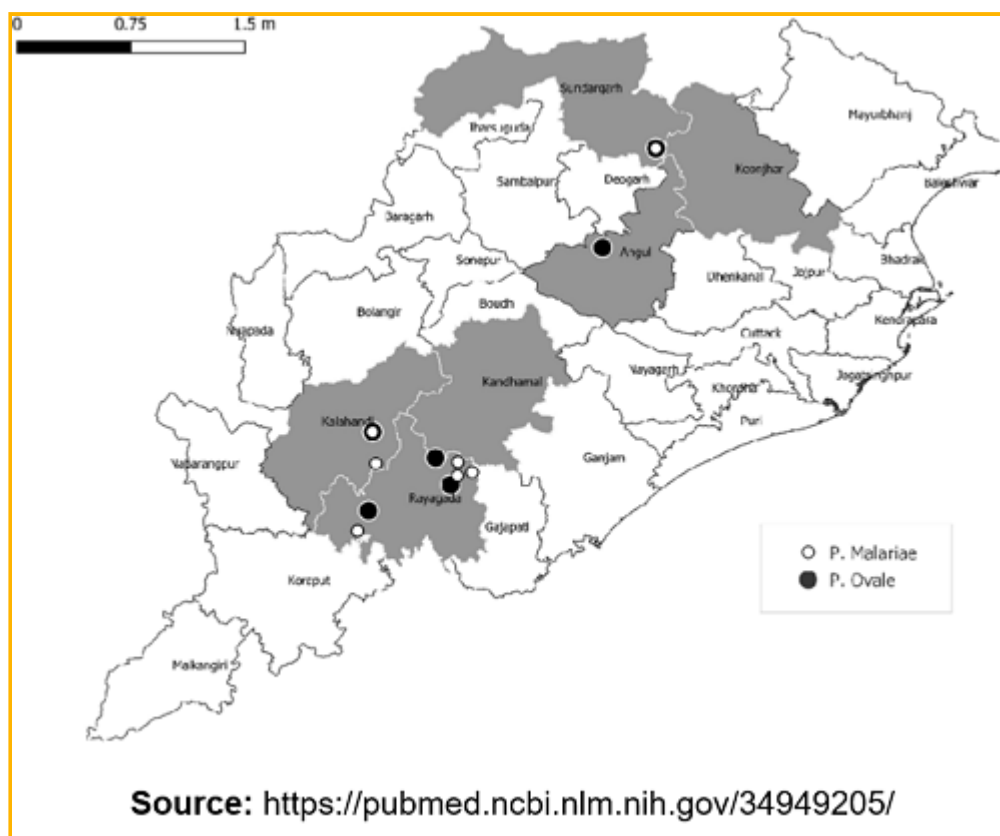 0 0.75 1.5 m
Sundargarh
Mayurbhanj
Jharsuguda
Koonjhar
Sambalpur
Deogarh
Baleshwar
Baragarh
Angul
Sonepur
Bhadrak
Dhenkanal
Jajpur
Boudh
Kendrapara
Bolangir
Nuapada
Cuttack
Nayagarh
Jagatsinghpur
Kandhamal
Khordha
Puri
Kalahandi
Ganjam
Nabarangpur
Rayagada
Gajapati
Koraput
Malkangiri
P. Malariae
P. Ovale
Source: https://pubmed.ncbi.nlm.nih.gov/34949205/